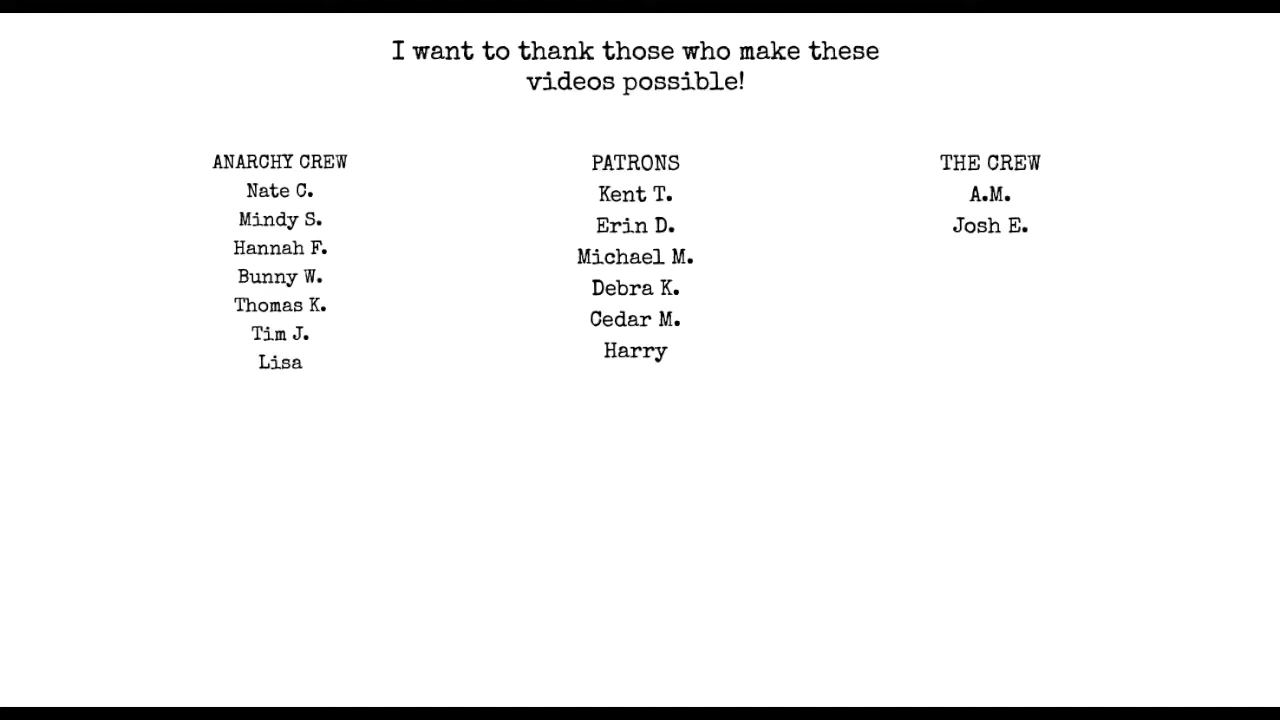 I want to thank those who make these
videos possible!
ANARCHY CREW
Nate C.
Mindy S.
Hannah F.
Bunny W.
Thomas K.
Tim J.
Lisa
PATRONS
Kent T.
Erin D.
Michael M.
Debra K.
Cedar M.
Harry
THE CREW
A.M.
Josh E.